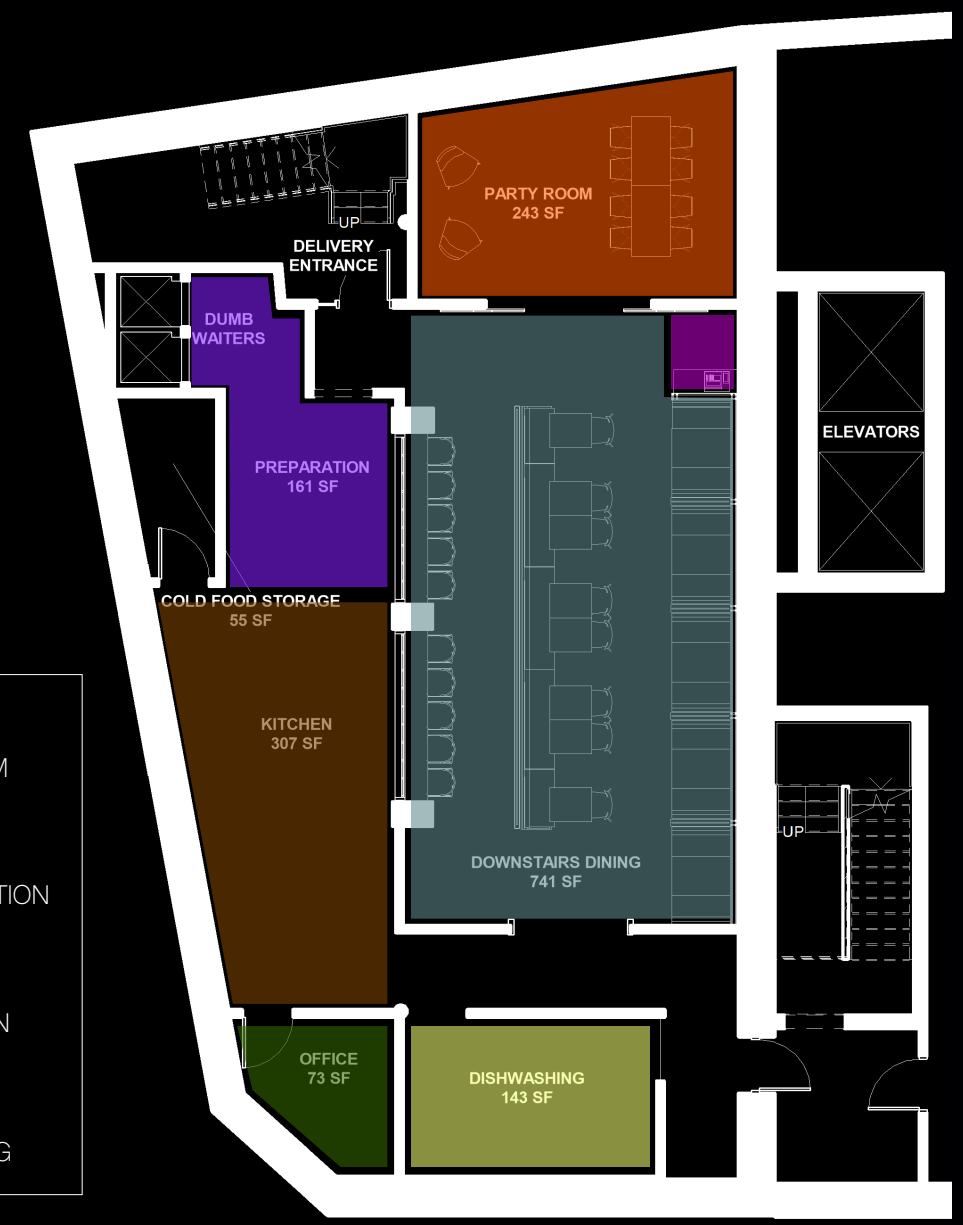 PARTY ROOM
243 SF
UP
DELIVERY
ENTRANCE
DUMB
WAITERS
ELEVATORS
PREPARATION
161 SF
COLD FOOD STORAGE
55 SF
KITCHEN
307 SF
M
TION
UP
DOWNSTAIRS DINING
741 SF
N
OFFICE
73 SF
DISHWASHING
143 SF
G